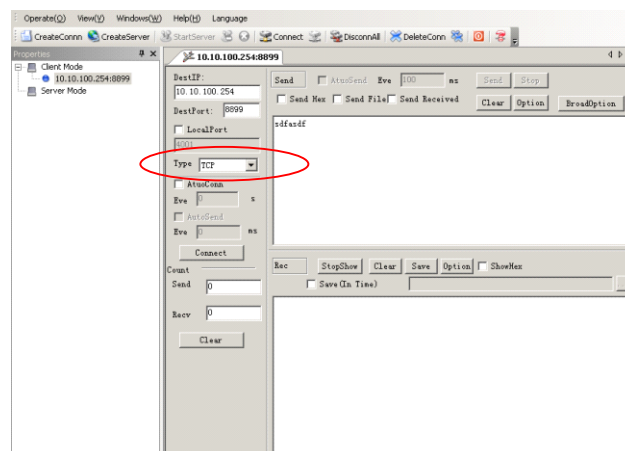 Operate(O) View(V) Windows(W) Help(H) Language
CreateConnn CreateServer StartServer Connect DisconnAll DeleteConn
Properties
Client Mode
10.10.100.254:8899
Server Mode
10.10.100.254:8899
DestIP:
10.10.100.254
DestPort: 8899
LocalPort
4001
Type TCP
AtuoConn
Eve 0 s
AutoSend
Eve 0 ms
Connect
Count
Send 0
Recv 0
Clear
Send AtusSend Eve 100 ms Send Stop
Send Hex Send File Send Received Clear Option BroadOption
sdfasdf
Rec StopShow Clear Save Option ShowHex
Save(In Time)